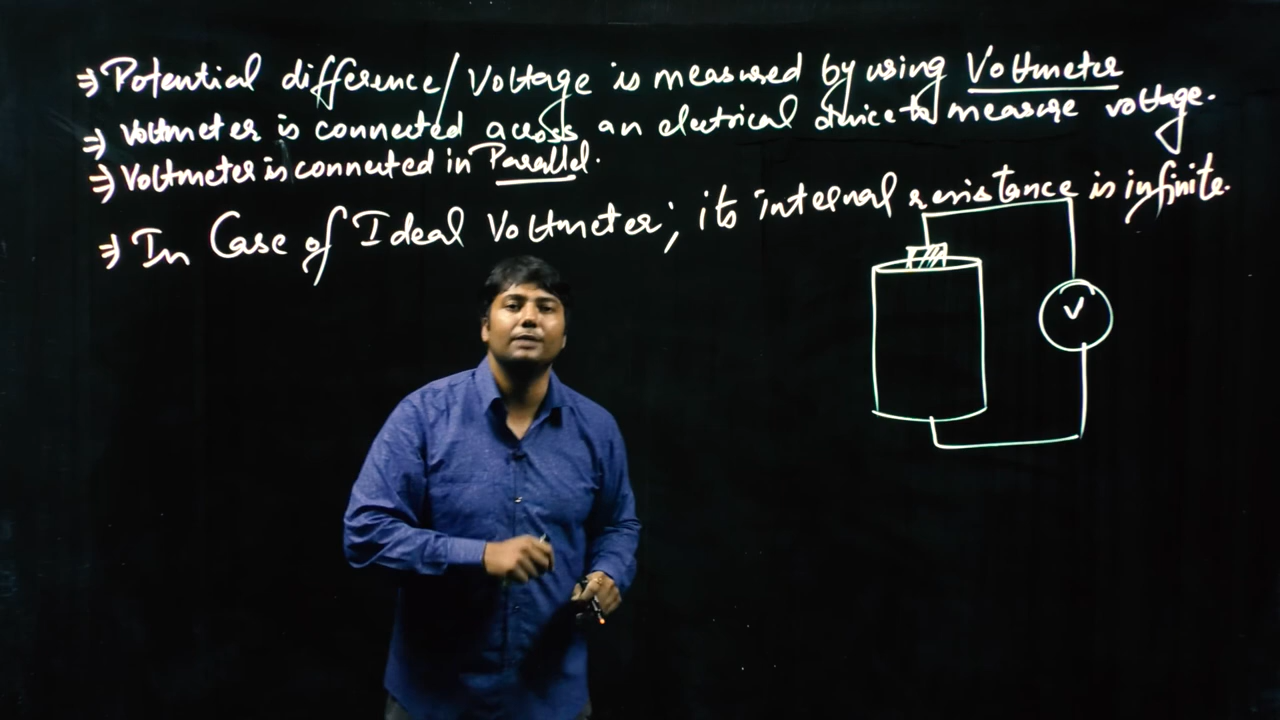 ⇒ Potential difference/Voltage is measured by using Voltmeter
⇒ Voltmeter is connected across an electrical device to measure voltage.
⇒ Voltmeter is connected in Parallel.
⇒ In Case of Ideal Voltmeter; its internal resistance is infinite.
V